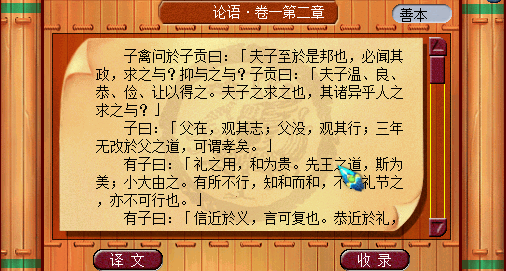 论语·卷一第二章
善本
子禽问於子贡曰：「夫子至於是邦也，必闻其
政，求之与？抑与之与？子贡曰：「夫子温、良、
恭、俭、让以得之。夫子之求之也，其诸异乎人之
求之与？」
子曰：「父在，观其志；父没，观其行；三年
无改於父之道，可谓孝矣。」
有子曰：「礼之用，和为贵。先王之道，斯为
美；小大由之。有所不行，知和而和，不 礼节之
，亦不可行也。」
有子曰：「信近於义，言可复也。恭近於礼，
译文
收录